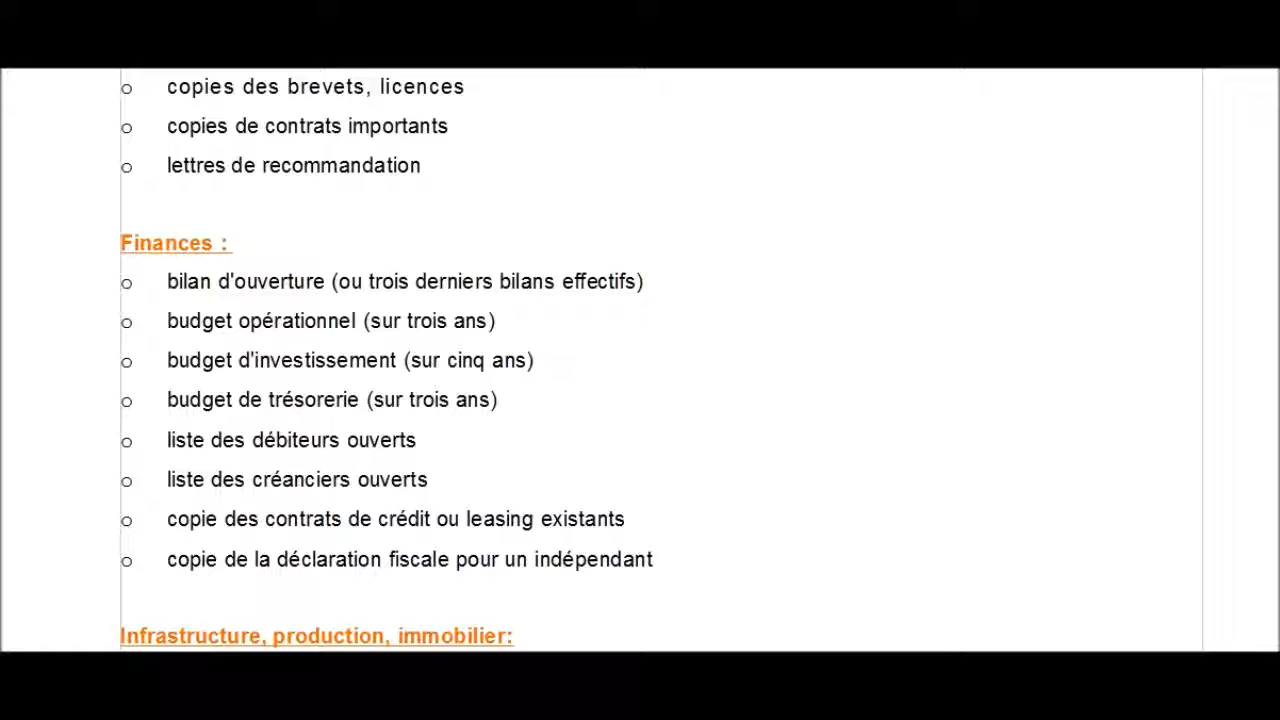 o copies des brevets, licences
o copies de contrats importants
o lettres de recommandation
Finances :
o bilan d'ouverture (ou trois derniers bilans effectifs)
o budget opérationnel (sur trois ans)
o budget d'investissement (sur cinq ans)
o budget de trésorerie (sur trois ans)
o liste des débiteurs ouverts
o liste des créanciers ouverts
o copie des contrats de crédit ou leasing existants
o copie de la déclaration fiscale pour un indépendant
Infrastructure, production, immobilier: